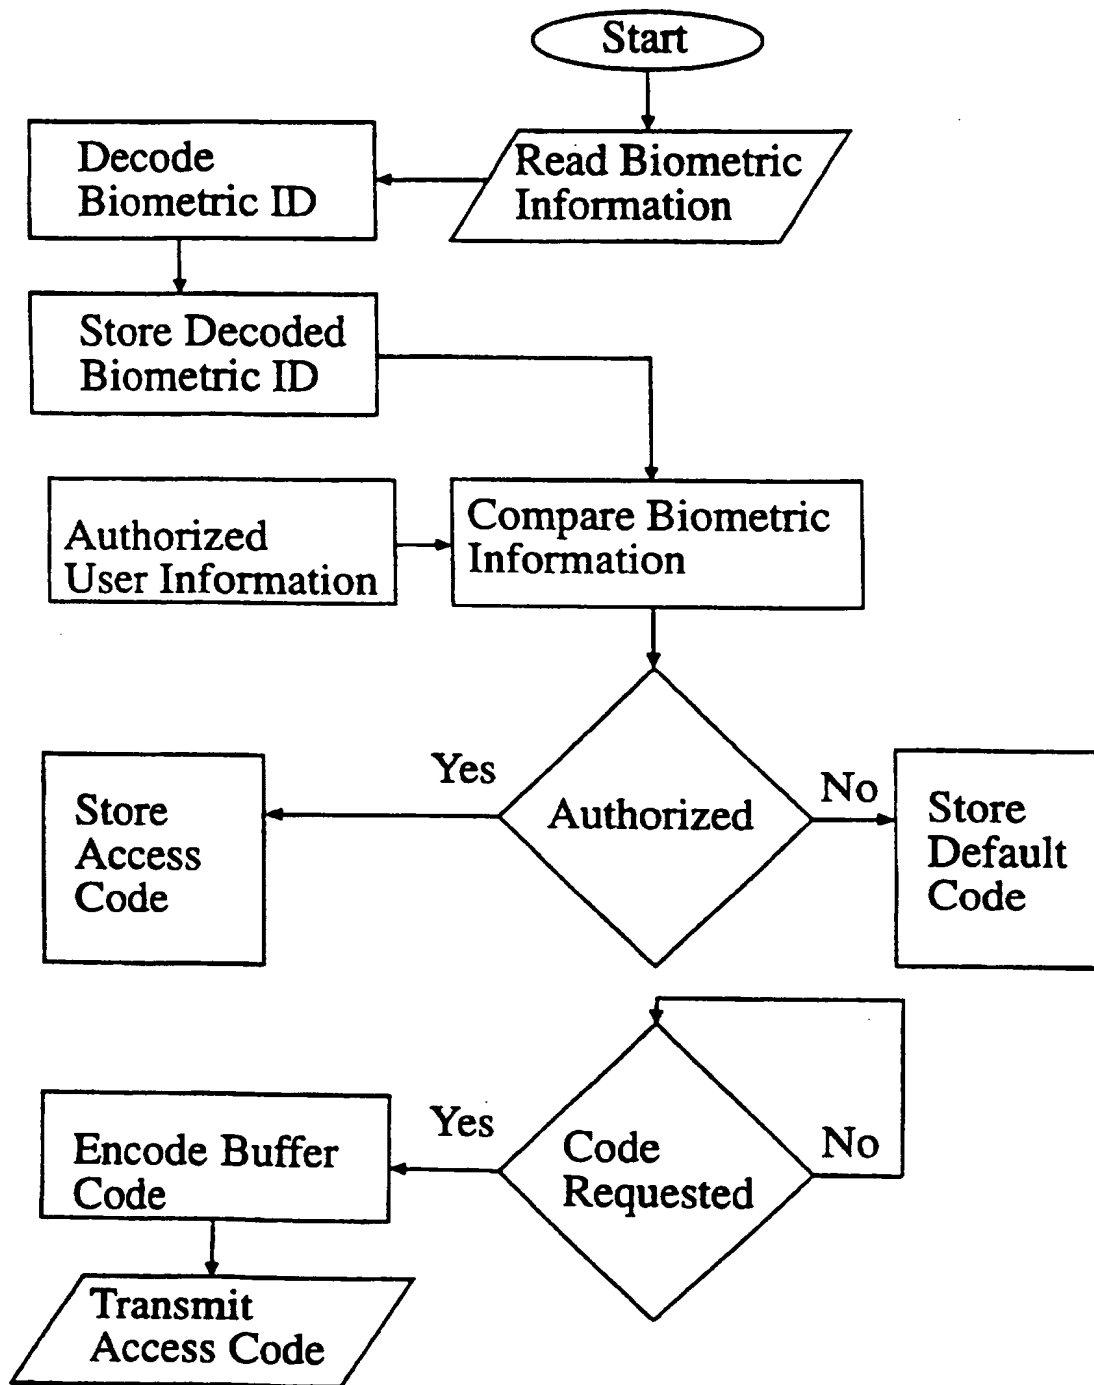 Start
Read Biometric
Information
Decode
Biometric ID
Store Decoded
Biometric ID
Authorized
User Information
Compare Biometric
Information
Authorized
Yes
No
Store
Access
Code
Store
Default
Code
Code
Requested
Yes
No
Encode Buffer
Code
Transmit
Access Code